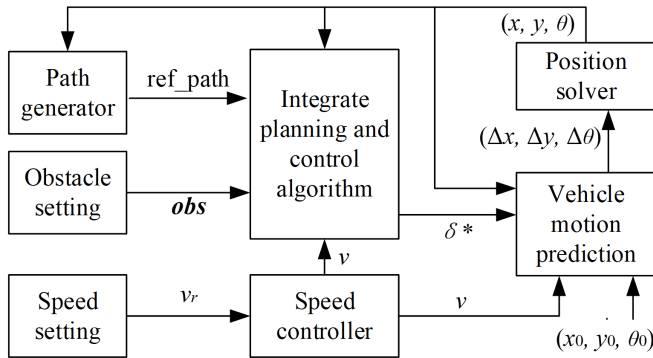 (x, y, θ)
Path
generator
ref_path
Integrate
planning and
control
algorithm
Position
solver
(Δx, Δy, Δθ)
Obstacle
setting
obs
Vehicle
motion
prediction
δ *
v
Speed
setting
vr
Speed
controller
v
(x0, y0, θ0)